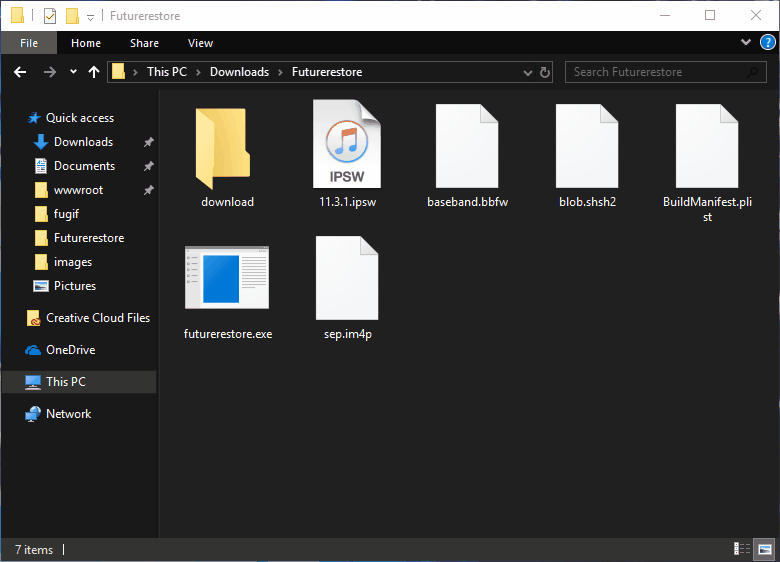 Futurerestore
File Home Share View
This PC Downloads Futurerestore
Search Futurerestore
Quick access
Downloads
Documents
wwwroot
fugif
Futurerestore
images
Pictures
Creative Cloud Files
OneDrive
This PC
Network
download
IPSW
11.3.1.ipsw
baseband.bbfw
blob.shsh2
BuildManifest.pli
st
futurerestore.exe
sep.im4p
7 items